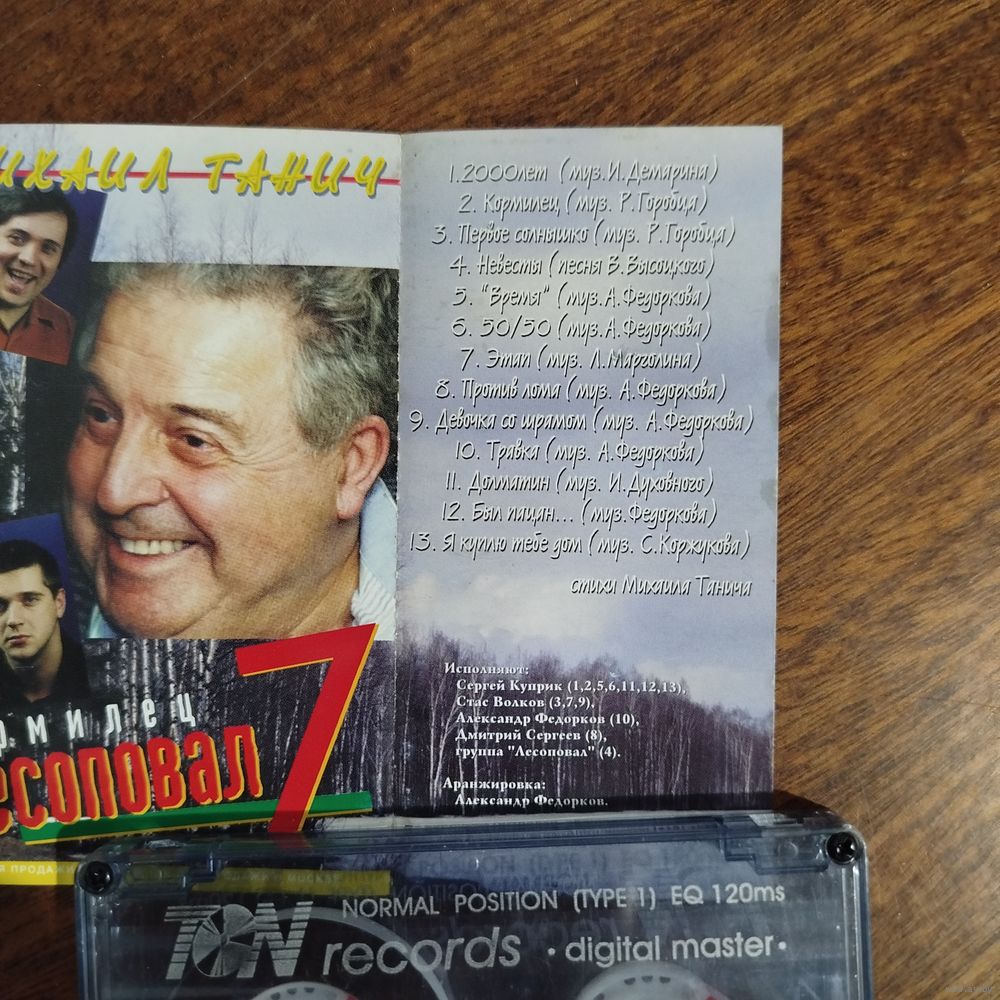 ИХАИЛ ТАНИЧ
1. 2000лет (муз. И. Демарина)
2. Кормилец (муз. Р. Горобца)
3. Первое солнышко (муз. Р. Горобца)
4. Невесты (песня В. Высоцкого)
5. "Время" (муз. А. Федоркова)
6. 50/50 (муз. А. Федоркова)
7. Этап (муз. Л. Марголина)
8. Против лома (муз. А. Федоркова)
9. Девочка со шрамом (муз. А. Федоркова)
10. Травка (муз. А. Федоркова)
11. Долматин (муз. И. Духовного)
12. Был пацан... (муз. Федоркова)
13. Я куплю тебе дом (муз. С. Коржукова)
стихи Михаила Танича
Исполняют:
Сергей Куприк (1,2,5,6,11,12,13),
Стас Волков (3,7,9),
Александр Федорков (10),
Дмитрий Сергеев (8),
группа "Лесоповал" (4).
Аранжировка:
Александр Федорков.
рмилец
есоповал 7
Я ПРОДАЖИ
NORMAL POSITION (TYPE 1) EQ 120ms
TON records · digital master ·